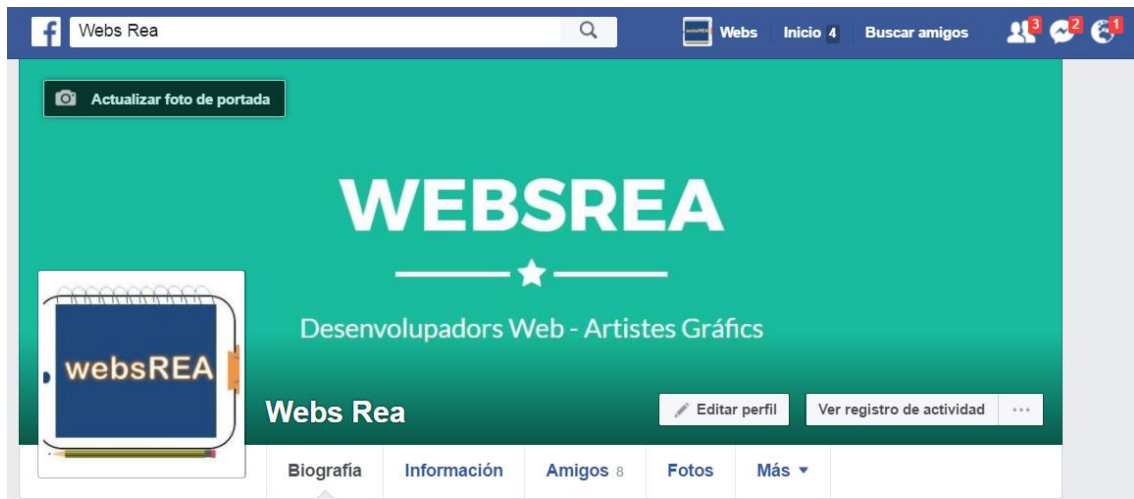 f Webs Rea Webs Inicio 4 Buscar amigos 3 2 1
Actualizar foto de portada
WEBSREA
Desenvolupadors Web - Artistes Gráfics
websREA
Webs Rea
Editar perfil Ver registro de actividad ...
Biografía Información Amigos 8 Fotos Más